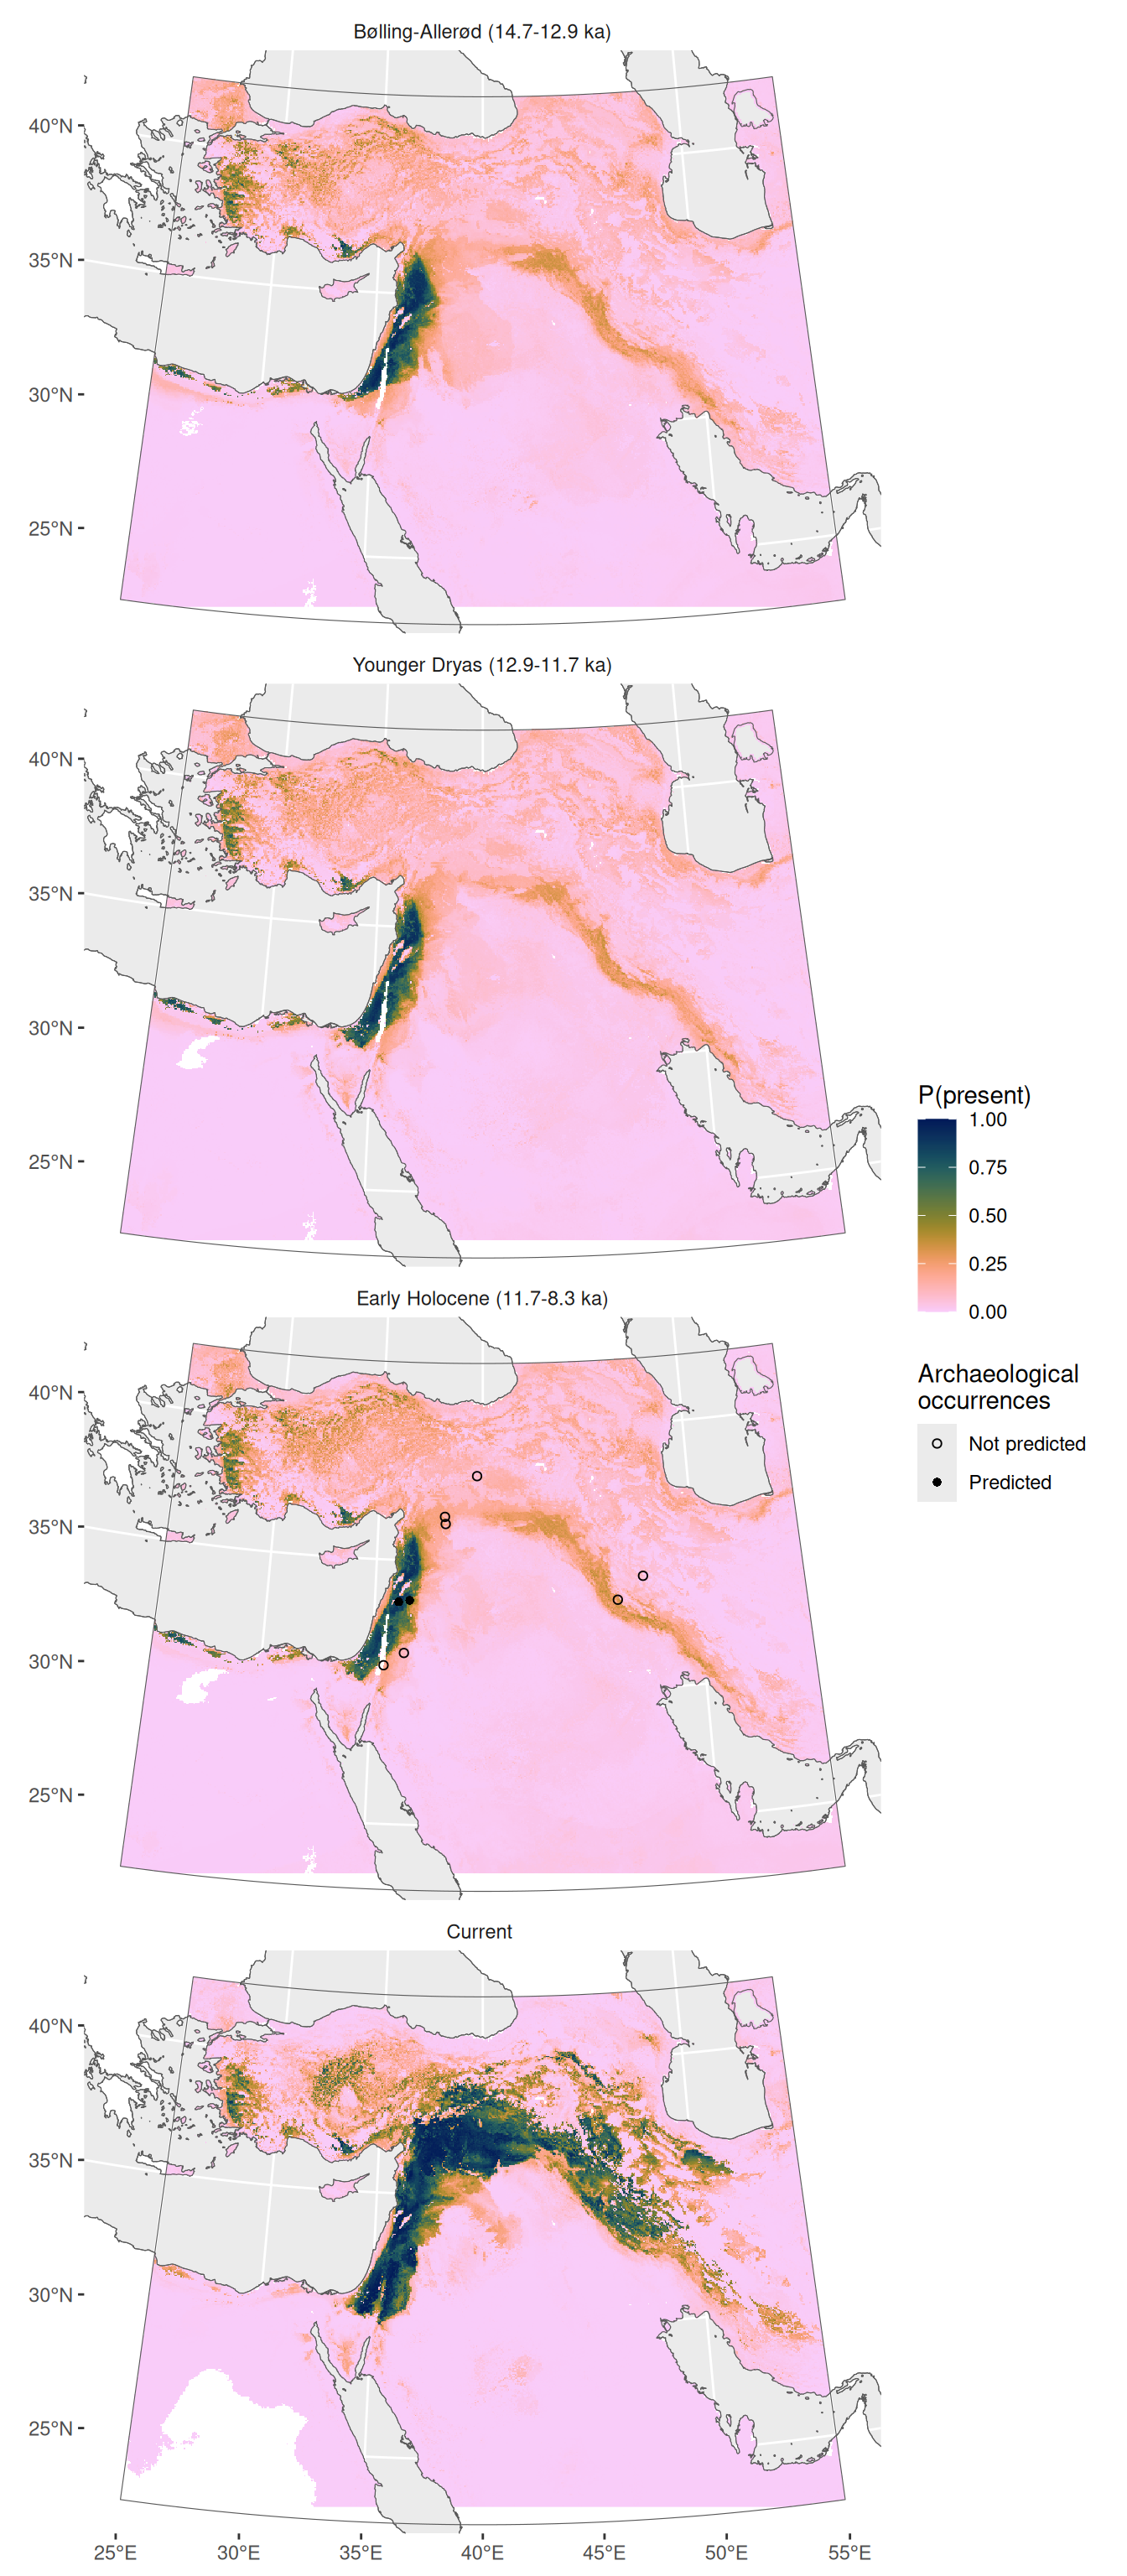 Bølling-Allerød (14.7-12.9 ka)
40°N
35°N
30°N
25°N
Younger Dryas (12.9-11.7 ka)
40°N
35°N
30°N
25°N
P(present)
1.00
0.75
0.50
0.25
0.00
Early Holocene (11.7-8.3 ka)
40°N
35°N
30°N
25°N
Archaeological
occurrences
Not predicted
Predicted
Current
40°N
35°N
30°N
25°N
25°E 30°E 35°E 40°E 45°E 50°E 55°E